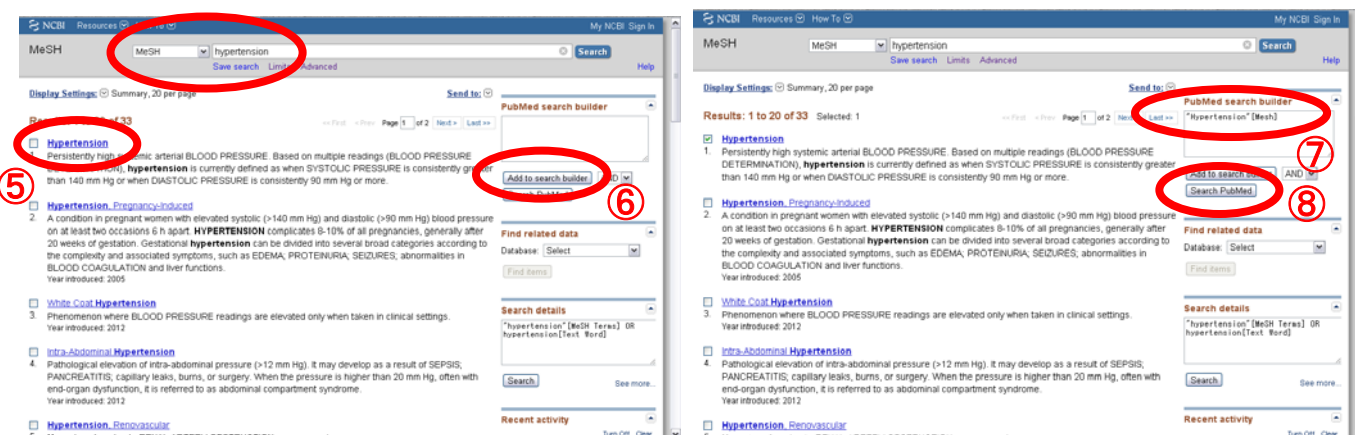 NCBI Resources How To My NCBI Sign In
MeSH MeSH hypertension Search
Save search Limits Advanced Help
Display Settings: Summary, 20 per page Send to:
of 33 << First < Prev Page 1 of 2 Next > Last >>
PubMed search builder
Hypertension
1. Persistently high systemic arterial BLOOD PRESSURE. Based on multiple readings (BLOOD PRESSURE
DETERMINATION), hypertension is currently defined as when SYSTOLIC PRESSURE is consistently greater
than 140 mm Hg or when DIASTOLIC PRESSURE is consistently 90 mm Hg or more.
Add to search builder AND
Search PubMed
⑤
⑥
Hypertension, Pregnancy-Induced
2. A condition in pregnant women with elevated systolic (>140 mm Hg) and diastolic (>90 mm Hg) blood pressure
on at least two occasions 6 h apart. HYPERTENSION complicates 8-10% of all pregnancies, generally after
20 weeks of gestation. Gestational hypertension can be divided into several broad categories according to
the complexity and associated symptoms, such as EDEMA; PROTEINURIA; SEIZURES; abnormalities in
BLOOD COAGULATION and liver functions.
Year introduced: 2005
Find related data
Database: Select
Find items
White Coat Hypertension
3. Phenomenon where BLOOD PRESSURE readings are elevated only when taken in clinical settings.
Year introduced: 2012
Search details
"hypertension"[MeSH Terms] OR
hypertension[Text Word]
Intra-Abdominal Hypertension
4. Pathological elevation of intra-abdominal pressure (>12 mm Hg). It may develop as a result of SEPSIS;
PANCREATITIS; capillary leaks, burns, or surgery. When the pressure is higher than 20 mm Hg, often with
end-organ dysfunction, it is referred to as abdominal compartment syndrome.
Year introduced: 2012
Search See more...
Recent activity
Turn Off Clear
Hypertension, Renovascular
NCBI Resources How To My NCBI Sign In
MeSH MeSH hypertension Search
Save search Limits Advanced Help
Display Settings: Summary, 20 per page Send to:
Results: 1 to 20 of 33 Selected: 1 << First < Prev Page 1 of 2 Next > Last >>
PubMed search builder
"Hypertension"[Mesh]
Hypertension
1. Persistently high systemic arterial BLOOD PRESSURE. Based on multiple readings (BLOOD PRESSURE
DETERMINATION), hypertension is currently defined as when SYSTOLIC PRESSURE is consistently greater
than 140 mm Hg or when DIASTOLIC PRESSURE is consistently 90 mm Hg or more.
⑦
Add to search builder AND
Search PubMed
⑧
Hypertension, Pregnancy-Induced
2. A condition in pregnant women with elevated systolic (>140 mm Hg) and diastolic (>90 mm Hg) blood pressure
on at least two occasions 6 h apart. HYPERTENSION complicates 8-10% of all pregnancies, generally after
20 weeks of gestation. Gestational hypertension can be divided into several broad categories according to
the complexity and associated symptoms, such as EDEMA; PROTEINURIA; SEIZURES; abnormalities in
BLOOD COAGULATION and liver functions.
Year introduced: 2005
Find related data
Database: Select
Find items
White Coat Hypertension
3. Phenomenon where BLOOD PRESSURE readings are elevated only when taken in clinical settings.
Year introduced: 2012
Search details
"hypertension"[MeSH Terms] OR
hypertension[Text Word]
Intra-Abdominal Hypertension
4. Pathological elevation of intra-abdominal pressure (>12 mm Hg). It may develop as a result of SEPSIS;
PANCREATITIS; capillary leaks, burns, or surgery. When the pressure is higher than 20 mm Hg, often with
end-organ dysfunction, it is referred to as abdominal compartment syndrome.
Year introduced: 2012
Search See more...
Recent activity
Turn Off Clear
Hypertension, Renovascular